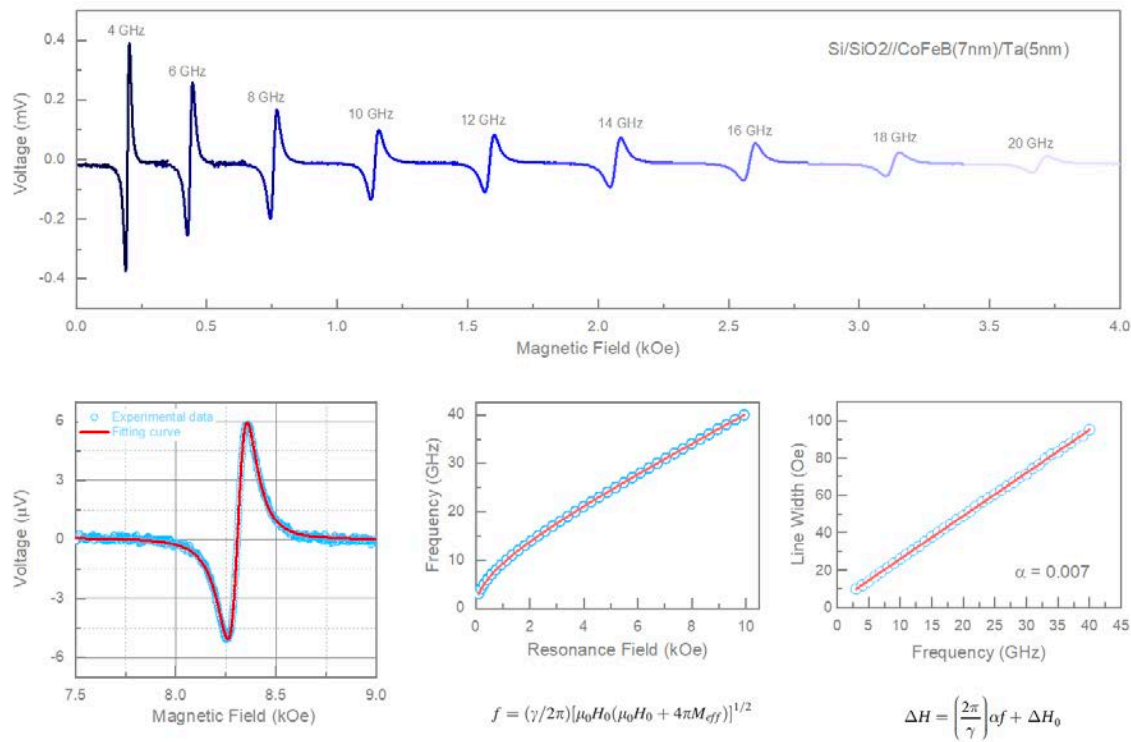 4 GHz
6 GHz
8 GHz
10 GHz
12 GHz
14 GHz
16 GHz
18 GHz
20 GHz
Si/SiO2//CoFeB(7nm)/Ta(5nm)
Voltage (mV)
0.4
0.2
0.0
-0.2
-0.4
0.0 0.5 1.0 1.5 2.0 2.5 3.0 3.5 4.0
Magnetic Field (kOe)
Experimental data
Fitting curve
Voltage (µV)
6
3
0
-3
-6
7.5 8.0 8.5 9.0
Magnetic Field (kOe)
Frequency (GHz)
40
30
20
10
0
0 2 4 6 8 10
Resonance Field (kOe)
f = (γ/2π)[μ₀H₀(μ₀H₀ + 4πM_eff)]^1/2
Line Width (Oe)
100
80
60
40
20
0
α = 0.007
0 5 10 15 20 25 30 35 40 45
Frequency (GHz)
ΔH = (2π/γ)αf + ΔH₀